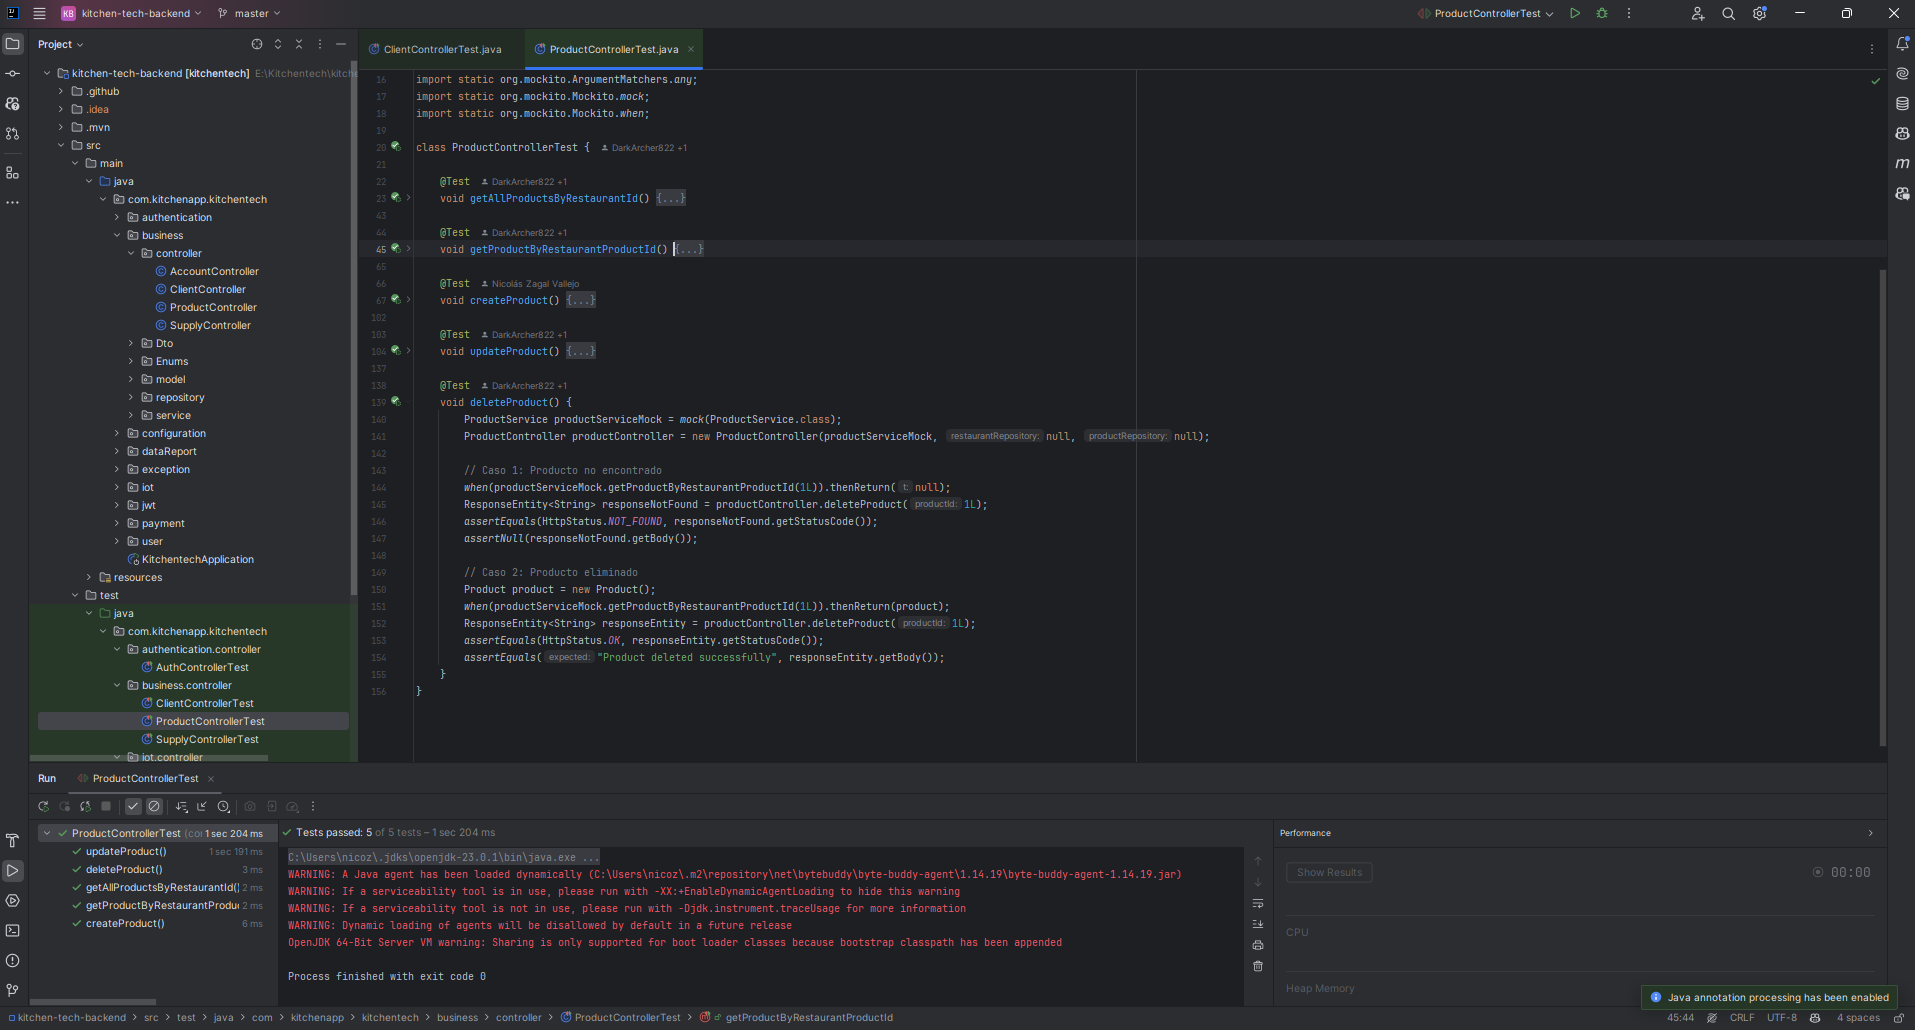 KB kitchen-tech-backend master ProductControllerTest
Project
kitchen-tech-backend [kitchentech] E:\Kitchentech\kitche
.github
.idea
.mvn
src
main
java
com.kitchenapp.kitchentech
authentication
business
controller
AccountController
ClientController
ProductController
SupplyController
Dto
Enums
model
repository
service
configuration
dataReport
exception
iot
jwt
payment
user
KitchentechApplication
resources
test
java
com.kitchenapp.kitchentech
authentication.controller
AuthControllerTest
business.controller
ClientControllerTest
ProductControllerTest
SupplyControllerTest
iot.controller
ClientControllerTest.java ProductControllerTest.java
16 import static org.mockito.ArgumentMatchers.any;
17 import static org.mockito.Mockito.mock;
18 import static org.mockito.Mockito.when;
19
20 class ProductControllerTest { DarkArcher822 +1
21
22 @Test DarkArcher822 +1
23 void getAllProductsByRestaurantId() {...}
43
44 @Test DarkArcher822 +1
45 void getProductByRestaurantProductId() {...}
65
66 @Test Nicolás Zagal Vallejo
67 void createProduct() {...}
102
103 @Test DarkArcher822 +1
104 void updateProduct() {...}
137
138 @Test DarkArcher822 +1
139 void deleteProduct() {
140 ProductService productServiceMock = mock(ProductService.class);
141 ProductController productController = new ProductController(productServiceMock, restaurantRepository: null, productRepository: null);
142
143 // Caso 1: Producto no encontrado
144 when(productServiceMock.getProductByRestaurantProductId(1L)).thenReturn( t: null);
145 ResponseEntity<String> responseNotFound = productController.deleteProduct( productId: 1L);
146 assertEquals(HttpStatus.NOT_FOUND, responseNotFound.getStatusCode());
147 assertNull(responseNotFound.getBody());
148
149 // Caso 2: Producto eliminado
150 Product product = new Product();
151 when(productServiceMock.getProductByRestaurantProductId(1L)).thenReturn(product);
152 ResponseEntity<String> responseEntity = productController.deleteProduct( productId: 1L);
153 assertEquals(HttpStatus.OK, responseEntity.getStatusCode());
154 assertEquals( expected: "Product deleted successfully", responseEntity.getBody());
155 }
156 }
Run ProductControllerTest
ProductControllerTest (co 1 sec 204 ms
updateProduct() 1 sec 191 ms
deleteProduct() 3 ms
getAllProductsByRestaurantId() 2 ms
getProductByRestaurantProdu 2 ms
createProduct() 6 ms
Tests passed: 5 of 5 tests – 1 sec 204 ms
C:\Users\nicoz\.jdks\openjdk-23.0.1\bin\java.exe ...
WARNING: A Java agent has been loaded dynamically (C:\Users\nicoz\.m2\repository\net\bytebuddy\byte-buddy-agent\1.14.19\byte-buddy-agent-1.14.19.jar)
WARNING: If a serviceability tool is in use, please run with -XX:+EnableDynamicAgentLoading to hide this warning
WARNING: If a serviceability tool is not in use, please run with -Djdk.instrument.traceUsage for more information
WARNING: Dynamic loading of agents will be disallowed by default in a future release
OpenJDK 64-Bit Server VM warning: Sharing is only supported for boot loader classes because bootstrap classpath has been appended
Process finished with exit code 0
Performance
Show Results 00:00
CPU
Heap Memory
Java annotation processing has been enabled
kitchen-tech-backend > src > test > java > com > kitchenapp > kitchentech > business > controller > ProductControllerTest > getProductByRestaurantProductId
45:44 CRLF UTF-8 4 spaces